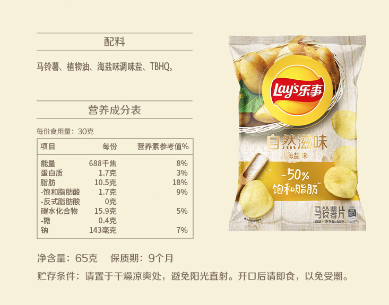 配料
马铃薯、植物油、海盐味调味盐、TBHQ。
营养成分表
每份食用量：30克
项目 每份 营养素参考值%
能量 688千焦 8%
蛋白质 1.7克 3%
脂肪 10.5克 18%
-饱和脂肪酸 1.7克 9%
-反式脂肪酸 0克
碳水化合物 15.9克 5%
-糖 0.4克
钠 143毫克 7%
净含量：65克 保质期：9个月
贮存条件：请置于干燥凉爽处，避免阳光直射。开口后请即食，以免受潮。
Lay's乐事
自然滋味
-50%
饱和脂肪
马铃薯片